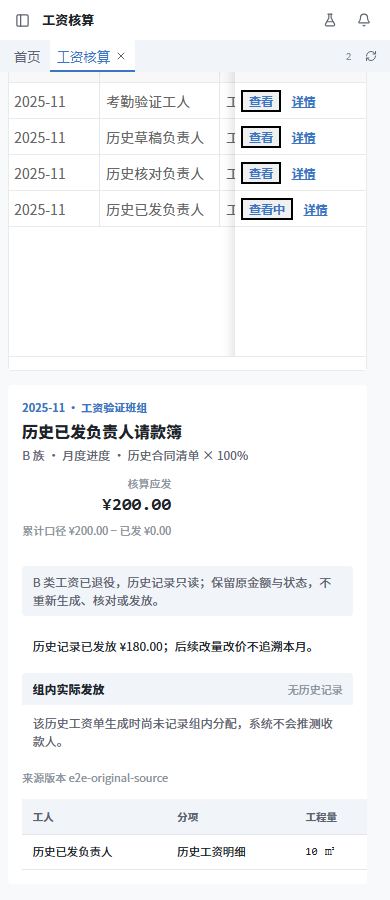 工资核算
首页 工资核算 × 2
2025-11 考勤验证工人 查看 详情
2025-11 历史草稿负责人 查看 详情
2025-11 历史核对负责人 查看 详情
2025-11 历史已发负责人 查看中 详情
2025-11 · 工资验证班组
历史已发负责人请款簿
B 族 · 月度进度 · 历史合同清单 × 100%
核算应发
¥200.00
累计口径 ¥200.00 − 已发 ¥0.00
B 类工资已退役，历史记录只读；保留原金额与状态，不
重新生成、核对或发放。
历史记录已发放 ¥180.00；后续改量改价不追溯本月。
组内实际发放 无历史记录
该历史工资单生成时尚未记录组内分配，系统不会推测收
款人。
来源版本 e2e-original-source
工人 分项 工程量
历史已发负责人 历史工资明细 10 ㎡